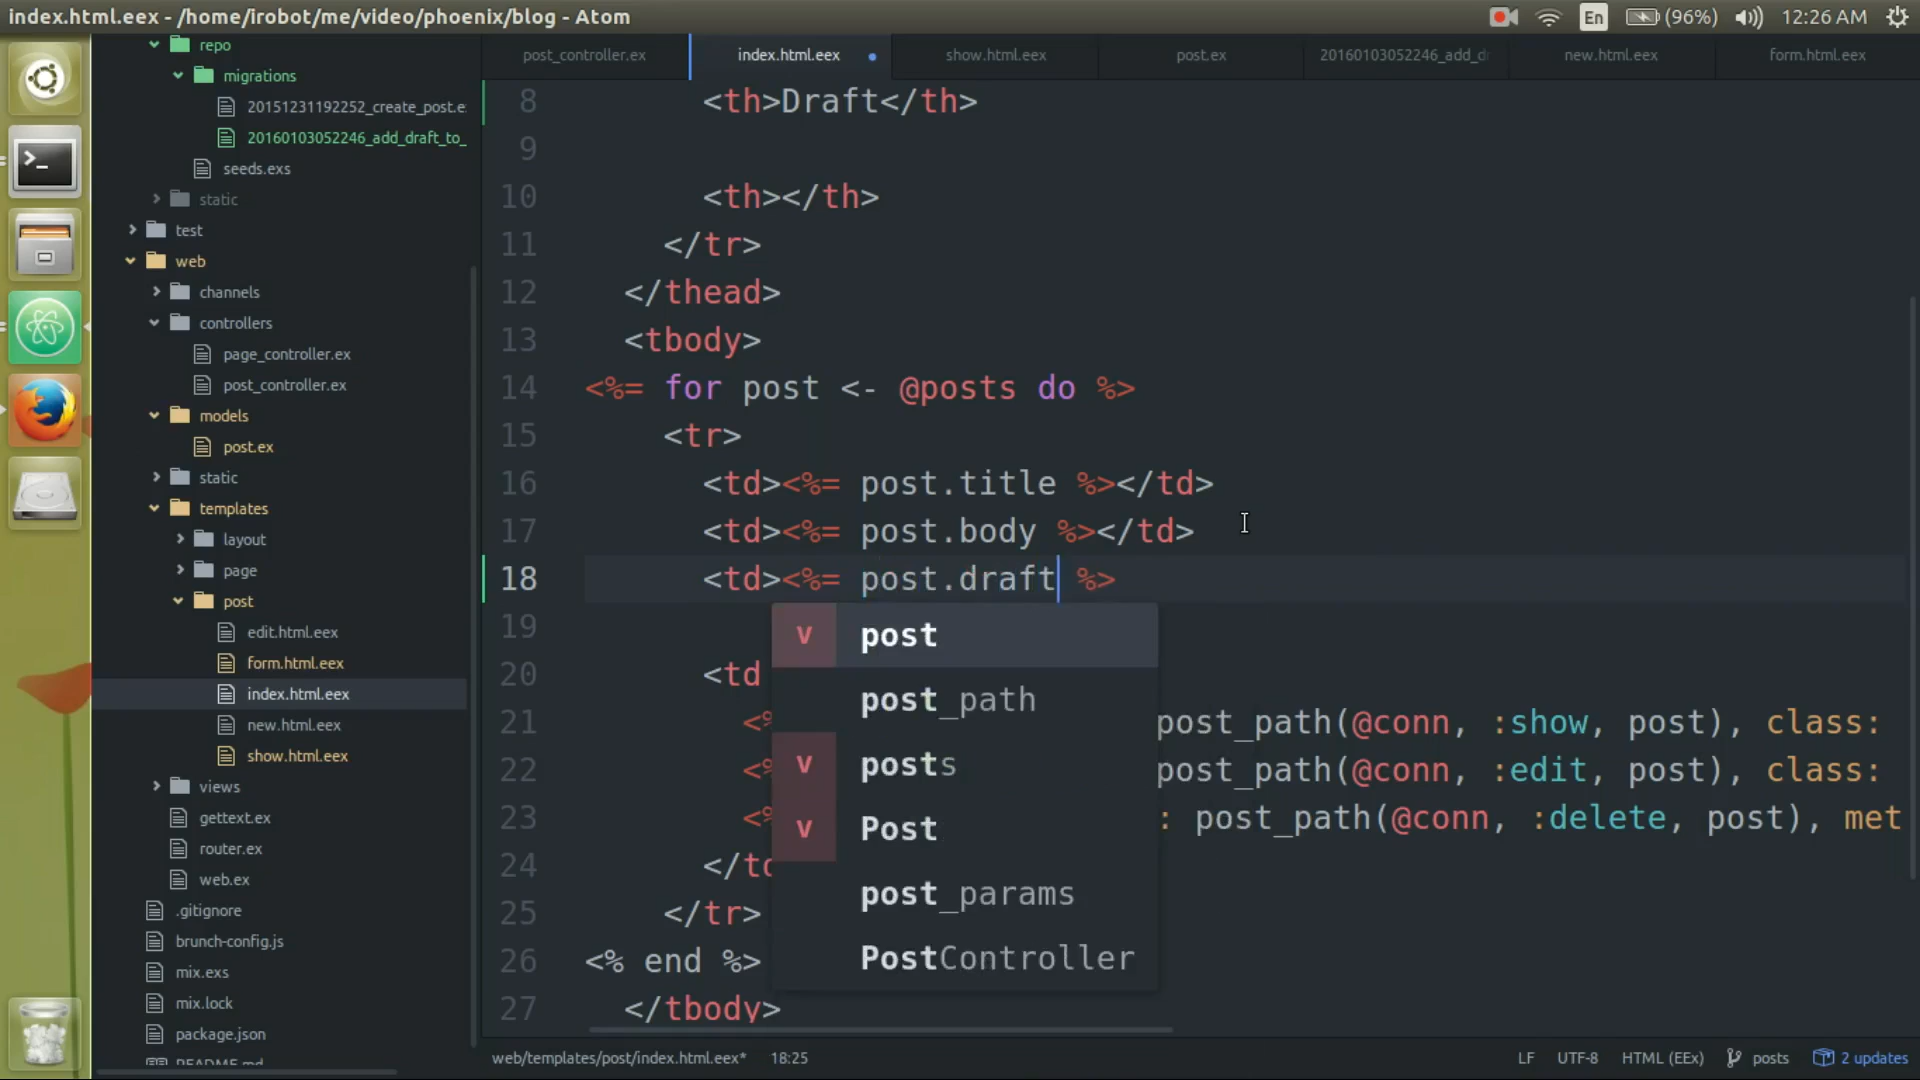 index.html.eex - /home/irobot/me/video/phoenix/blog - Atom
En (96%) 12:26 AM
repo
migrations
20151231192252_create_post.e
20160103052246_add_draft_to_
seeds.exs
static
test
web
channels
controllers
page_controller.ex
post_controller.ex
models
post.ex
static
templates
layout
page
post
edit.html.eex
form.html.eex
index.html.eex
new.html.eex
show.html.eex
views
gettext.ex
router.ex
web.ex
.gitignore
brunch-config.js
mix.exs
mix.lock
package.json
README.md
post_controller.ex index.html.eex show.html.eex post.ex 20160103052246_add_dr new.html.eex form.html.eex
8 <th>Draft</th>
9
10 <th></th>
11 </tr>
12 </thead>
13 <tbody>
14 <%= for post <- @posts do %>
15 <tr>
16 <td><%= post.title %></td>
17 <td><%= post.body %></td>
18 <td><%= post.draft %>
19
20 <td
21 <% post_path(@conn, :show, post), class:
22 <% post_path(@conn, :edit, post), class:
23 <% : post_path(@conn, :delete, post), met
24 </td
25 </tr>
26 <% end %>
27 </tbody>
v post
post_path
v posts
v Post
post_params
PostController
web/templates/post/index.html.eex* 18:25 LF UTF-8 HTML (EEx) posts 2 updates